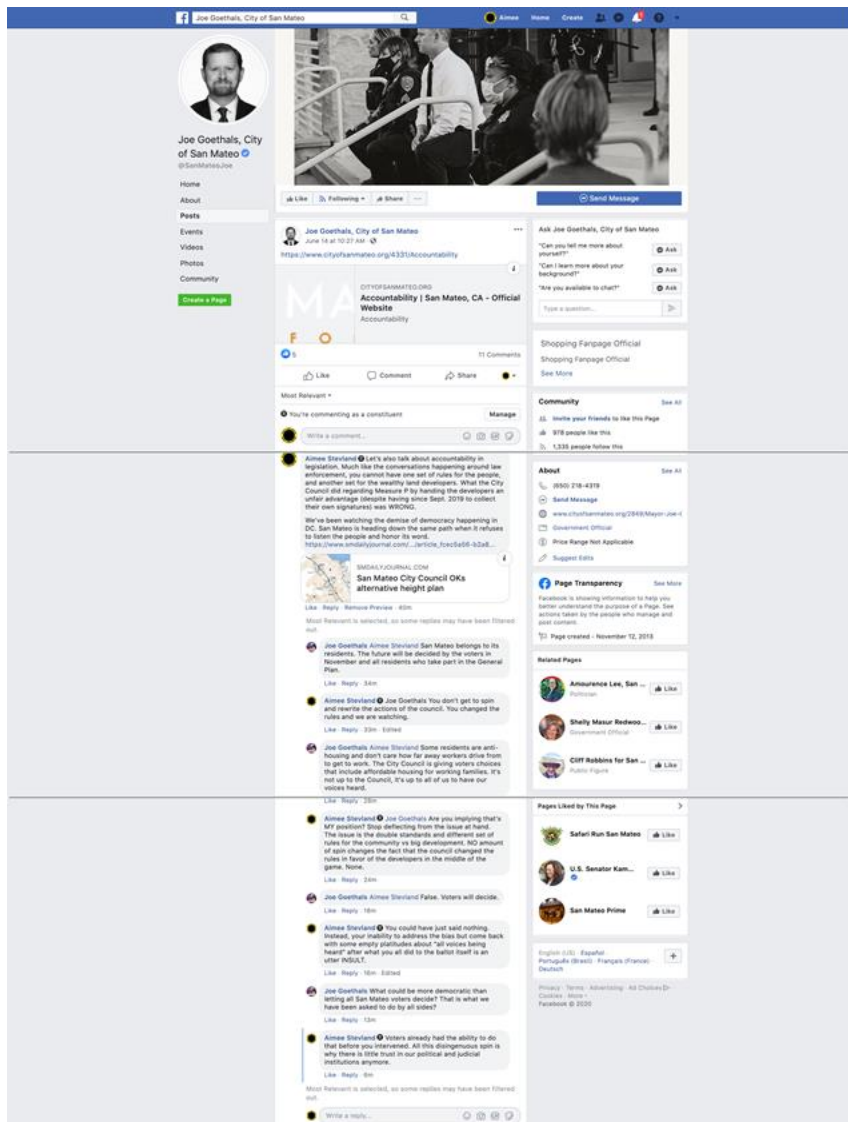 Joe Goethals, City of San Mateo
Aimee Home Create
Joe Goethals, City
of San Mateo
@SanMateoJoe
Home
About
Posts
Events
Videos
Photos
Community
Create a Page
Like Following Share
Send Message
Joe Goethals, City of San Mateo
June 14 at 10:27 AM
https://www.cityofsanmateo.org/4331/Accountability
CITYOFSANMATEO.ORG
Accountability | San Mateo, CA - Official
Website
Accountability
5
11 Comments
Like Comment Share
Most Relevant
You're commenting as a constituent
Manage
Write a comment...
Ask Joe Goethals, City of San Mateo
"Can you tell me more about
yourself?"
Ask
"Can I learn more about your
background?"
Ask
"Are you available to chat?"
Ask
Type a question...
Shopping Fanpage Official
Shopping Fanpage Official
See More
Community
See All
Invite your friends to like this Page
978 people like this
1,335 people follow this
Aimee Stevland Let's also talk about accountability in
legislation. Much like the conversations happening around law
enforcement, you cannot have one set of rules for the people,
and another set for the wealthy land developers. What the City
Council did regarding Measure P by handing the developers an
unfair advantage (despite having since Sept. 2019 to collect
their own signatures) was WRONG.
We've been watching the demise of democracy happening in
DC. San Mateo is heading down the same path when it refuses
to listen the people and honor its word.
https://www.smdailyjournal.com/.../article_fcec5a56-b2a8...
SMDAILYJOURNAL.COM
San Mateo City Council OKs
alternative height plan
Like · Reply · Remove Preview · 40m
Most Relevant is selected, so some replies may have been filtered
out.
Joe Goethals Aimee Stevland San Mateo belongs to its
residents. The future will be decided by the voters in
November and all residents who take part in the General
Plan.
Like · Reply · 34m
Aimee Stevland Joe Goethals You don't get to spin
and rewrite the actions of the council. You changed the
rules and we are watching.
Like · Reply · 33m · Edited
Joe Goethals Aimee Stevland Some residents are anti-
housing and don't care how far away workers drive from
to get to work. The City Council is giving voters choices
that include affordable housing for working families. It's
not up to the Council, it's up to all of us to have our
voices heard.
Like · Reply · 28m
Aimee Stevland Joe Goethals Are you implying that's
MY position? Stop deflecting from the issue at hand.
The issue is the double standards and different set of
rules for the community vs big development. NO amount
of spin changes the fact that the council changed the
rules in favor of the developers in the middle of the
game. None.
Like · Reply · 24m
Joe Goethals Aimee Stevland False. Voters will decide.
Like · Reply · 18m
Aimee Stevland You could have just said nothing.
Instead, your inability to address the bias but come back
with some empty platitudes about "all voices being
heard" after what you all did to the ballot itself is an
utter INSULT.
Like · Reply · 16m · Edited
Joe Goethals What could be more democratic than
letting all San Mateo voters decide? That is what we
have been asked to do by all sides?
Like · Reply · 13m
Aimee Stevland Voters already had the ability to do
that before you intervened. All this disingenuous spin is
why there is little trust in our political and judicial
institutions anymore.
Like · Reply · 6m
Most Relevant is selected, so some replies may have been filtered
out.
Write a reply...
About
See All
(650) 218-4319
Send Message
www.cityofsanmateo.org/2849/Mayor-Joe-
Government Official
Price Range Not Applicable
Suggest Edits
Page Transparency
See More
Facebook is showing information to help you
better understand the purpose of a Page. See
actions taken by the people who manage and
post content.
Page created - November 12, 2013
Related Pages
Amourence Lee, San ...
Politician
Like
Shelly Masur Redwoo...
Government Official
Like
Cliff Robbins for San ...
Public Figure
Like
Pages Liked by This Page
Safari Run San Mateo
Like
U.S. Senator Kam...
Like
San Mateo Prime
Like
English (US) · Español ·
Português (Brasil) · Français (France) ·
Deutsch
Privacy · Terms · Advertising · Ad Choices ·
Cookies · More
Facebook © 2020